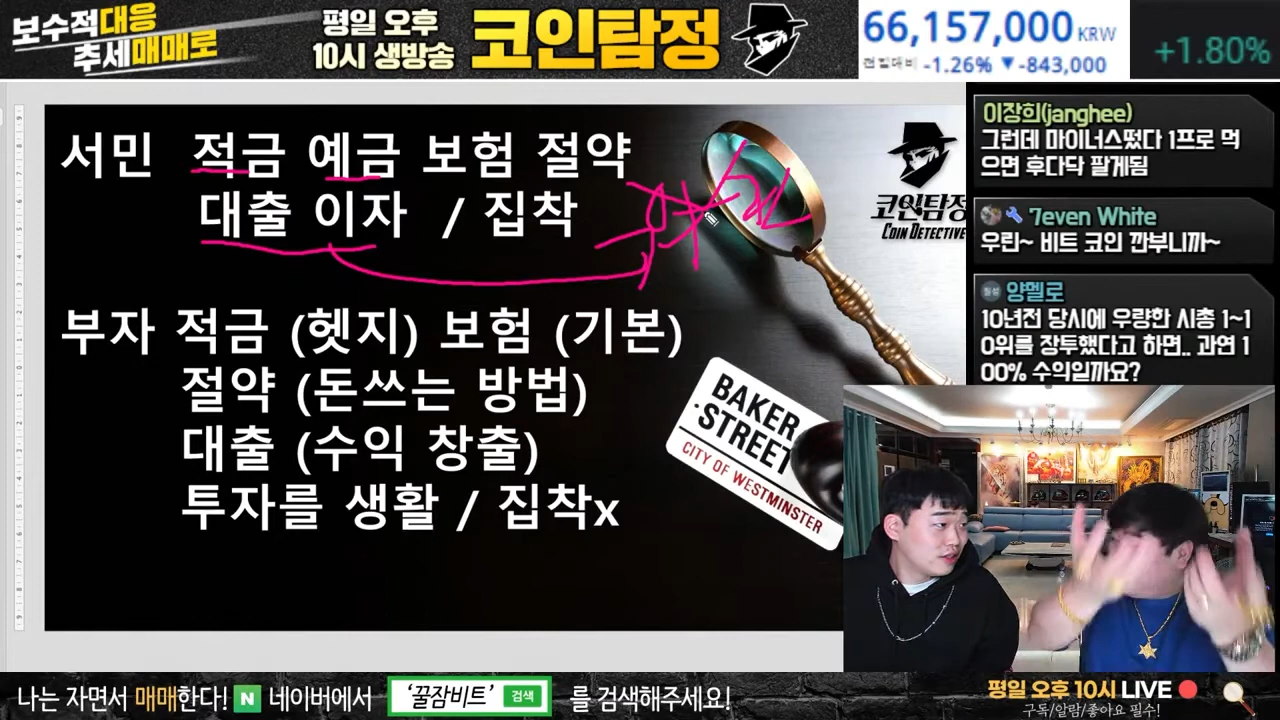 보수적대응
추세매매로
평일 오후
10시 생방송
코인탐정
66,157,000 KRW
전일대비 -1.26% ▼-843,000
+1.80%
서민 적금 예금 보험 절약
대출 이자 / 집착
부자 적금 (헷지) 보험 (기본)
절약 (돈쓰는 방법)
대출 (수익 창출)
투자를 생활 / 집착x
코인탐정
COIN DETECTIVE
BAKER
STREET
CITY OF WESTMINSTER
이장희(janghee)
그런데 마이너스떴다 1프로 먹
으면 후다닥 팔게됨
7even White
우린~ 비트 코인 깐부니까~
양멜로
10년전 당시에 우량한 시총 1~1
0위를 장투했다고 하면.. 과연 1
00% 수익일까요?
나는 자면서 매매한다! N 네이버에서 '꿀잠비트' 검색 를 검색해주세요!
평일 오후 10시 LIVE
구독/알람/좋아요 필수!